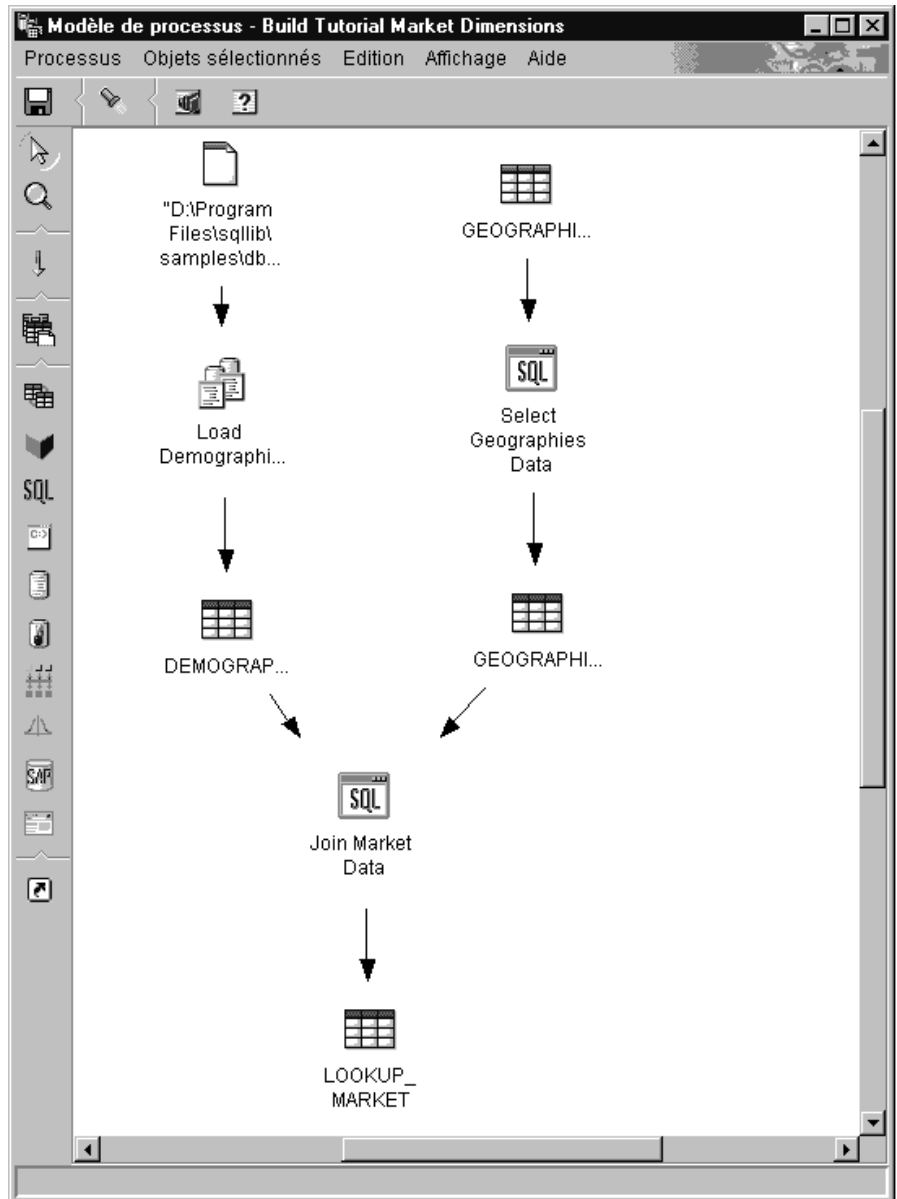 Modèle de processus - Build Tutorial Market Dimensions
Processus Objets sélectionnés Edition Affichage Aide
"D:\Program
Files\sqllib\
samples\db...
GEOGRAPHI...
SQL
Load
Demographi...
Select
Geographies
Data
SQL
DEMOGRAP...
GEOGRAPHI...
SAP
SQL
Join Market
Data
LOOKUP_
MARKET